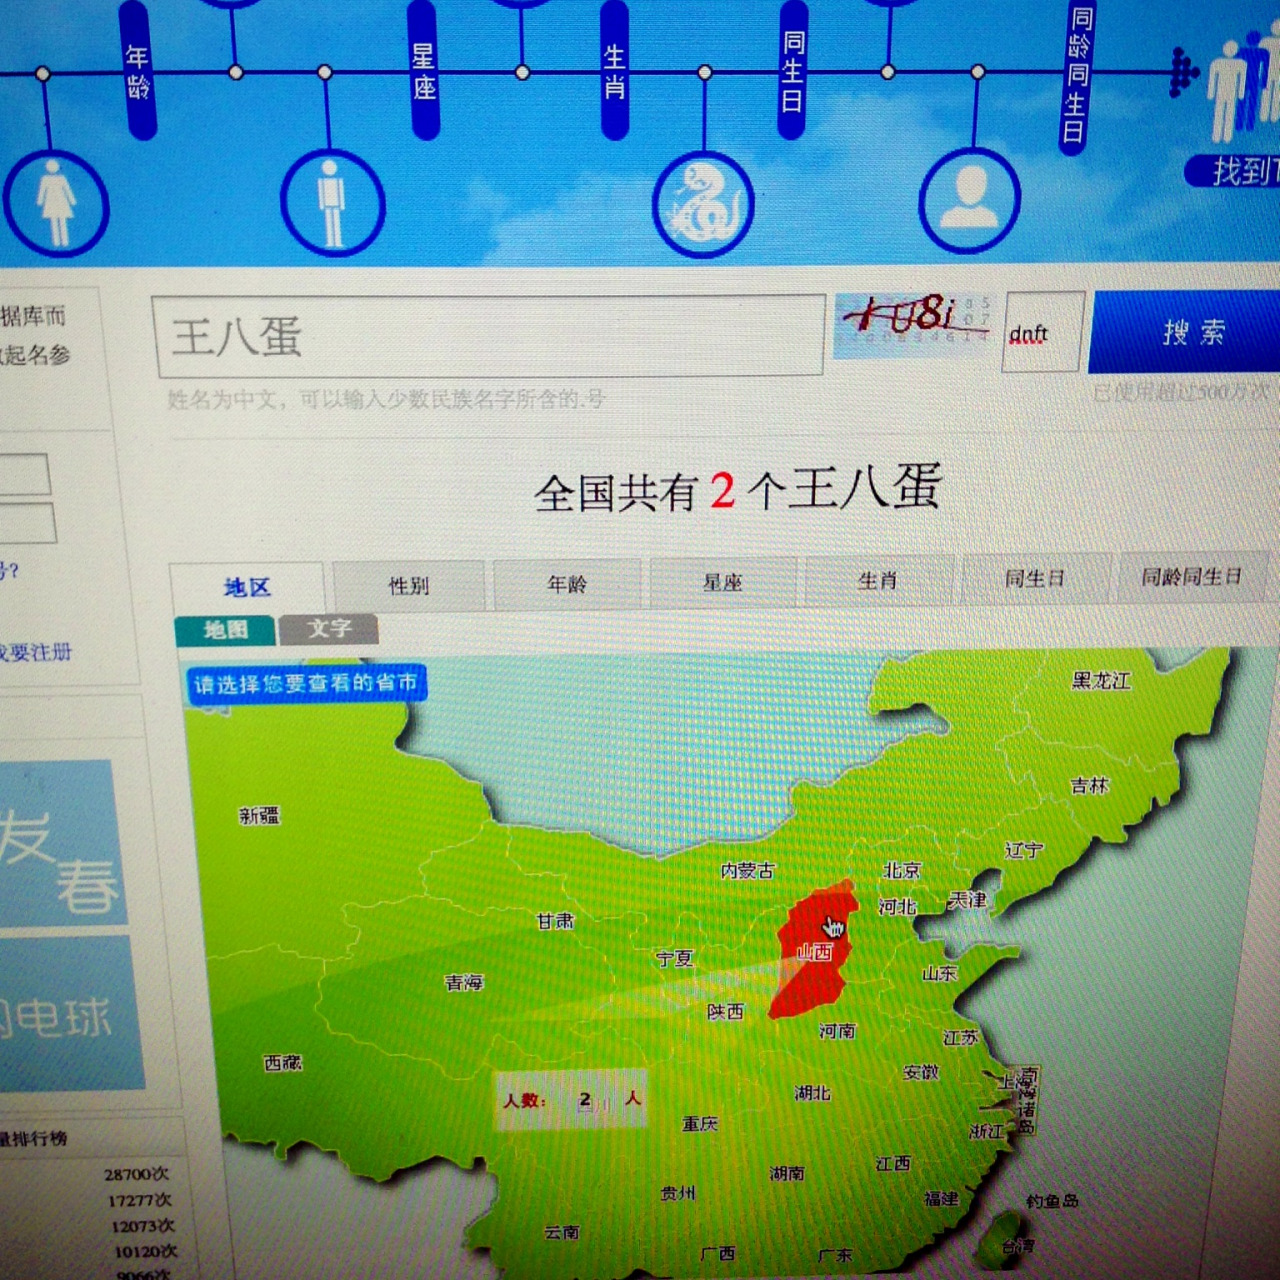 年龄
星座
生肖
同生日
同龄同生日
找到
据库而
起名参
王八蛋
dnft
搜 索
姓名为中文，可以输入少数民族名字所含的.号
已使用超过500万次
全国共有2个王八蛋
号?
要注册
地区
性别
年龄
星座
生肖
同生日
同龄同生日
地图
文字
请选择您要查看的省市
发
春
电球
量排行榜
28700次
17277次
12073次
10120次
9066次
黑龙江
吉林
新疆
辽宁
内蒙古
北京
天津
河北
甘肃
山西
宁夏
山东
青海
陕西
河南
江苏
西藏
安徽
上海
南海诸岛
湖北
人数： 2 人
重庆
浙江
江西
湖南
贵州
福建
钓鱼岛
云南
台湾
广西
广东